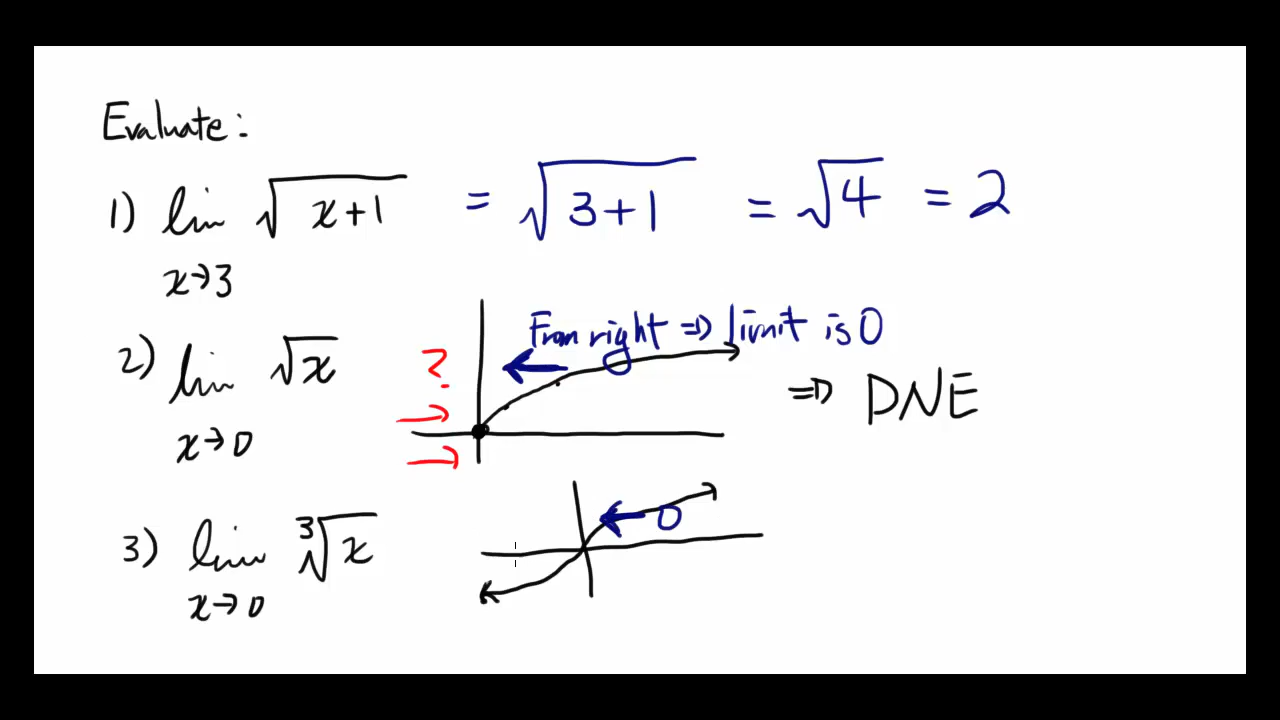 Evaluate:
1) lim √x+1 = √3+1 = √4 = 2
x→3
From right ⇒ limit is 0
2) lim √x ? ⇒ DNE
x→0
3) lim ∛x 0
x→0